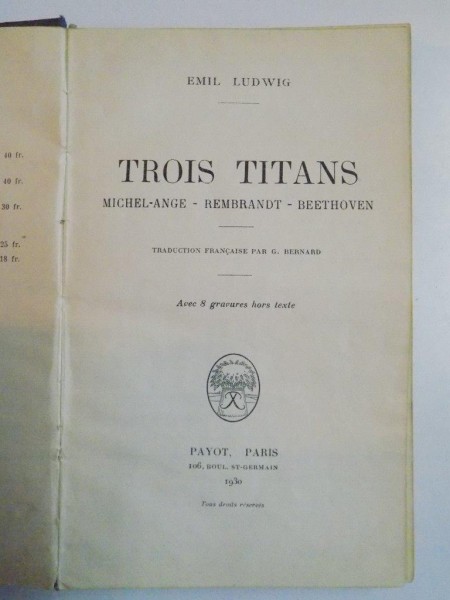 40 fr.
40 fr.
30 fr.
25 fr.
18 fr.
EMIL LUDWIG
TROIS TITANS
MICHEL-ANGE - REMBRANDT - BEETHOVEN
TRADUCTION FRANÇAISE PAR G. BERNARD
Avec 8 gravures hors texte
PAYOT, PARIS
106, BOUL. ST-GERMAIN
1930
Tous droits réservés